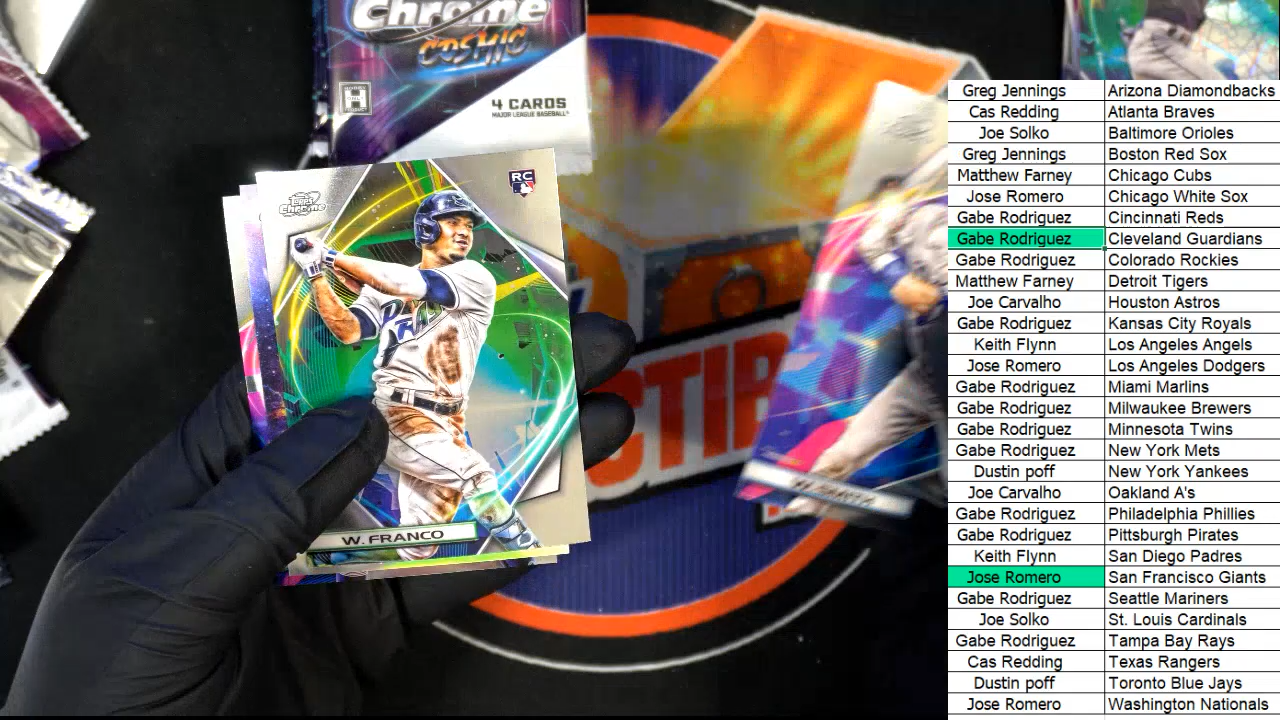 Chrome
COSMIC
HOBBY
ONLY
H
4 CARDS
MAJOR LEAGUE BASEBALL®
Topps
Chrome
RC
RAYS
W. FRANCO
CTIB
Greg Jennings Arizona Diamondbacks
Cas Redding Atlanta Braves
Joe Solko Baltimore Orioles
Greg Jennings Boston Red Sox
Matthew Farney Chicago Cubs
Jose Romero Chicago White Sox
Gabe Rodriguez Cincinnati Reds
Gabe Rodriguez Cleveland Guardians
Gabe Rodriguez Colorado Rockies
Matthew Farney Detroit Tigers
Joe Carvalho Houston Astros
Gabe Rodriguez Kansas City Royals
Keith Flynn Los Angeles Angels
Jose Romero Los Angeles Dodgers
Gabe Rodriguez Miami Marlins
Gabe Rodriguez Milwaukee Brewers
Gabe Rodriguez Minnesota Twins
Gabe Rodriguez New York Mets
Dustin poff New York Yankees
Joe Carvalho Oakland A's
Gabe Rodriguez Philadelphia Phillies
Gabe Rodriguez Pittsburgh Pirates
Keith Flynn San Diego Padres
Jose Romero San Francisco Giants
Gabe Rodriguez Seattle Mariners
Joe Solko St. Louis Cardinals
Gabe Rodriguez Tampa Bay Rays
Cas Redding Texas Rangers
Dustin poff Toronto Blue Jays
Jose Romero Washington Nationals